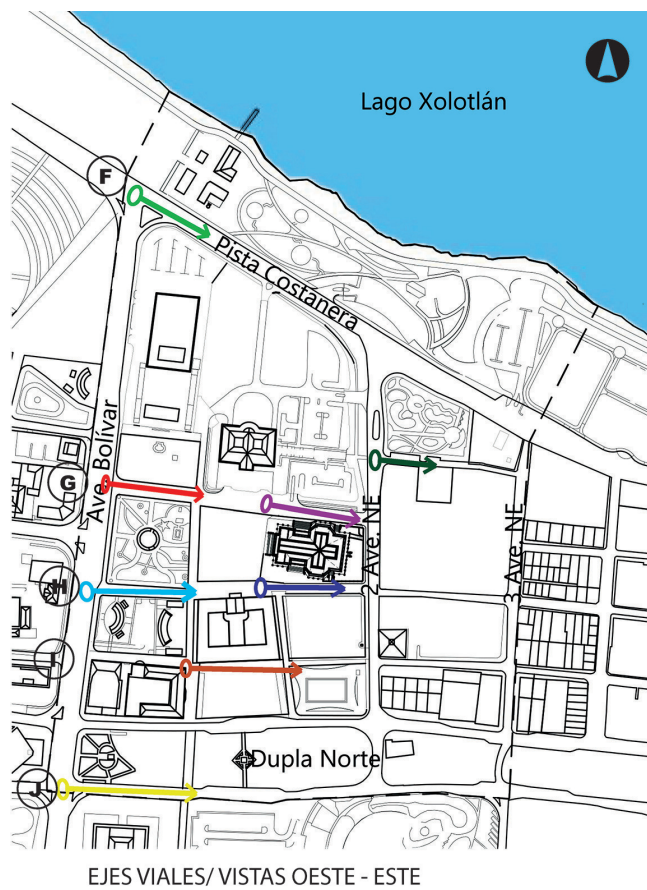 Lago Xolotlán
F
Pista Costanera
Ave. Bolívar
G
2 Ave. NE
3 Ave. NE
H
I
Dupla Norte
J
EJES VIALES/ VISTAS OESTE - ESTE